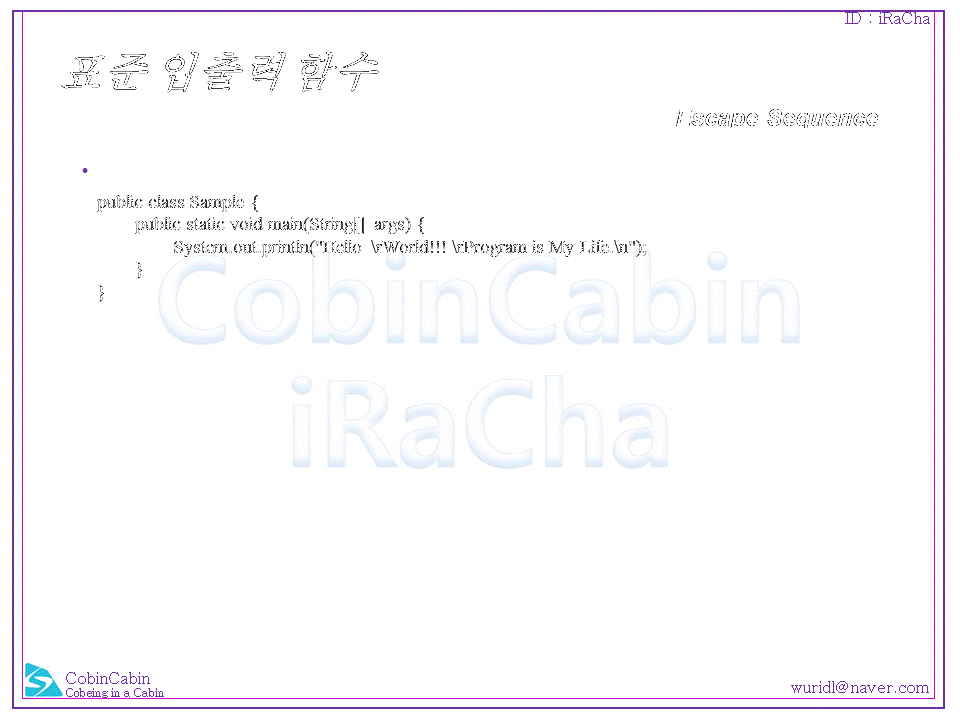 ID : iRaCha
표준 입출력 함수
Escape Sequence
•
public class Sample {
public static void main(String[] args) {
System.out.println("Hello \rWorld!!! \rProgram is My Life.\n");
}
}
CobinCabin
iRaCha
CobinCabin
Cobeing in a Cabin
wuridl@naver.com